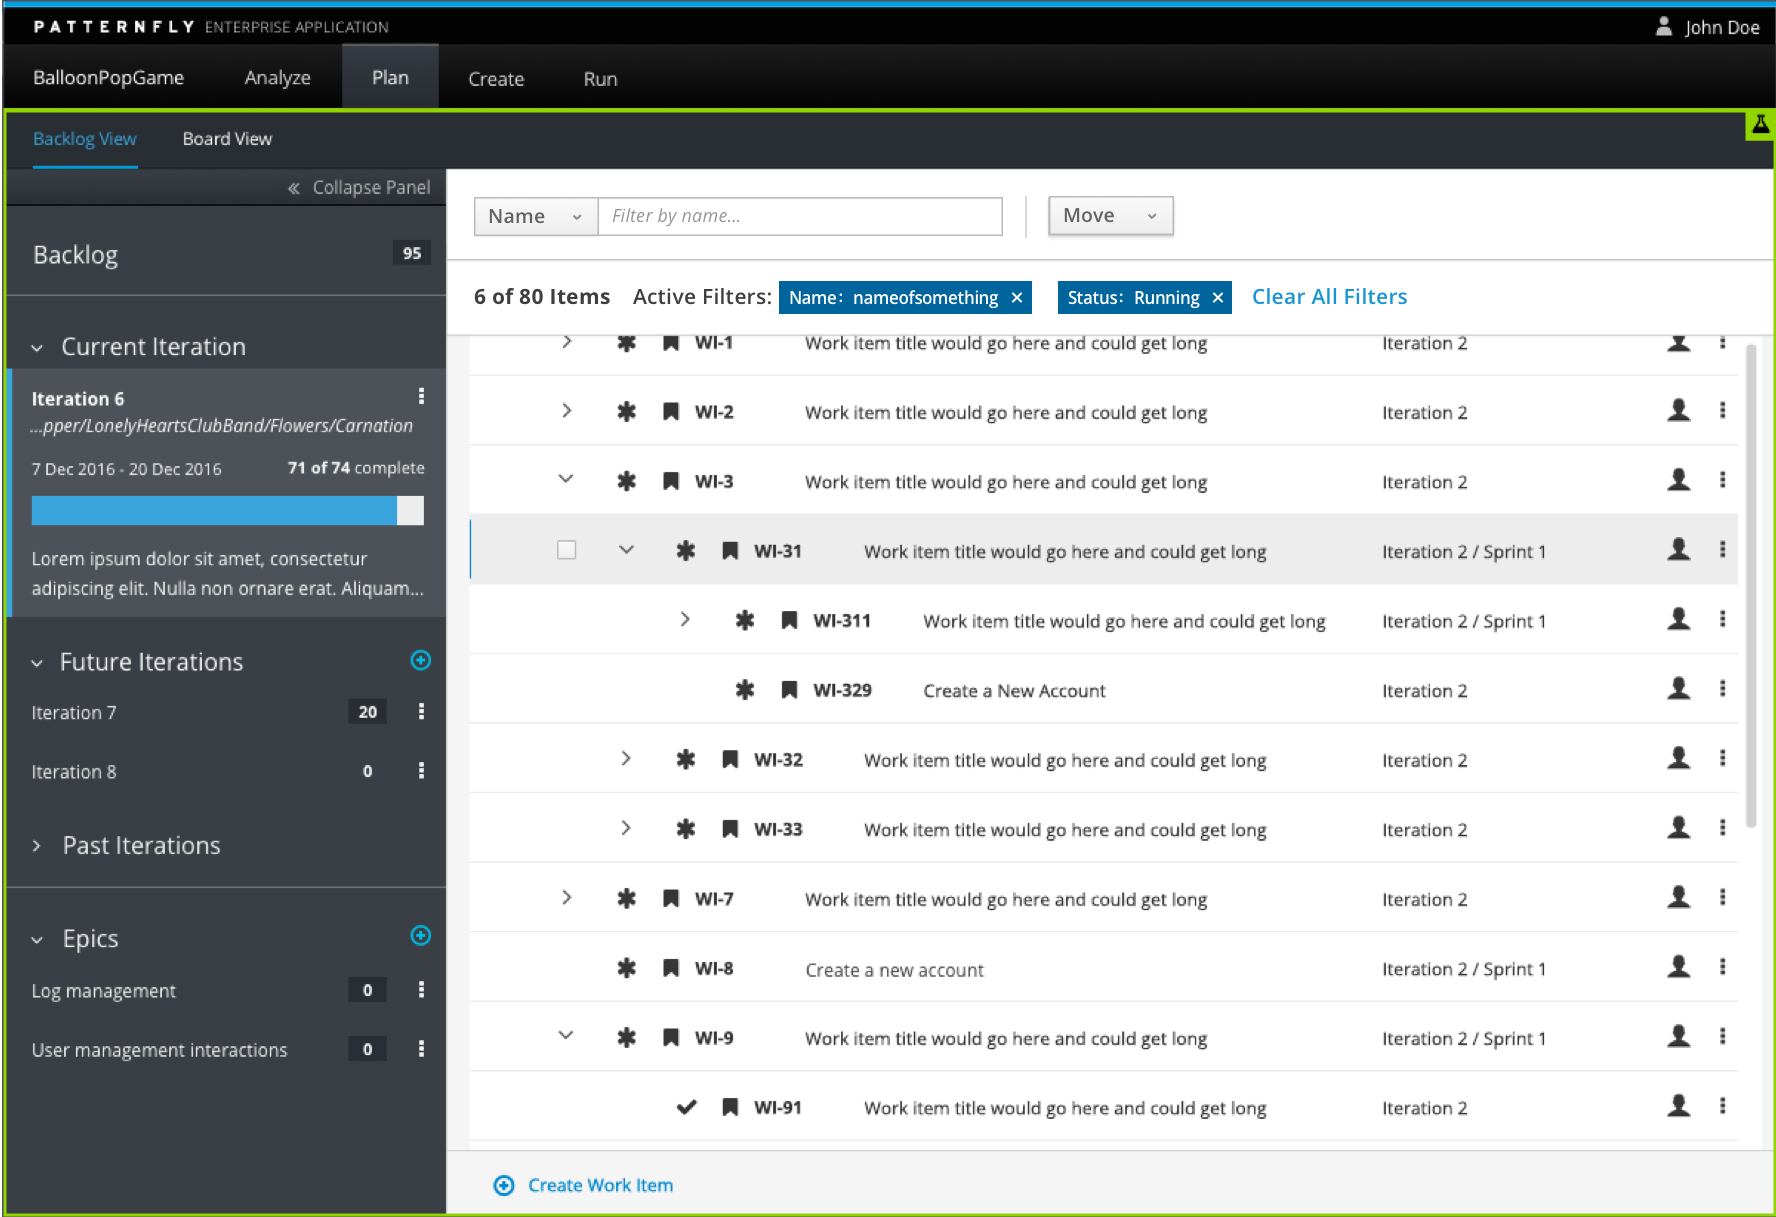 PATTERNFLY ENTERPRISE APPLICATION
John Doe
BalloonPopGame Analyze Plan Create Run
Backlog View Board View
« Collapse Panel
Backlog 95
Current Iteration
Iteration 6
...pper/LonelyHeartsClubBand/Flowers/Carnation
7 Dec 2016 - 20 Dec 2016 71 of 74 complete
Lorem ipsum dolor sit amet, consectetur
adipiscing elit. Nulla non ornare erat. Aliquam...
Future Iterations
Iteration 7 20
Iteration 8 0
Past Iterations
Epics
Log management 0
User management interactions 0
Name Filter by name... Move
6 of 80 Items Active Filters: Name: nameofsomething × Status: Running × Clear All Filters
WI-1 Work item title would go here and could get long Iteration 2
WI-2 Work item title would go here and could get long Iteration 2
WI-3 Work item title would go here and could get long Iteration 2
WI-31 Work item title would go here and could get long Iteration 2 / Sprint 1
WI-311 Work item title would go here and could get long Iteration 2 / Sprint 1
WI-329 Create a New Account Iteration 2
WI-32 Work item title would go here and could get long Iteration 2
WI-33 Work item title would go here and could get long Iteration 2
WI-7 Work item title would go here and could get long Iteration 2
WI-8 Create a new account Iteration 2 / Sprint 1
WI-9 Work item title would go here and could get long Iteration 2 / Sprint 1
WI-91 Work item title would go here and could get long Iteration 2
Create Work Item